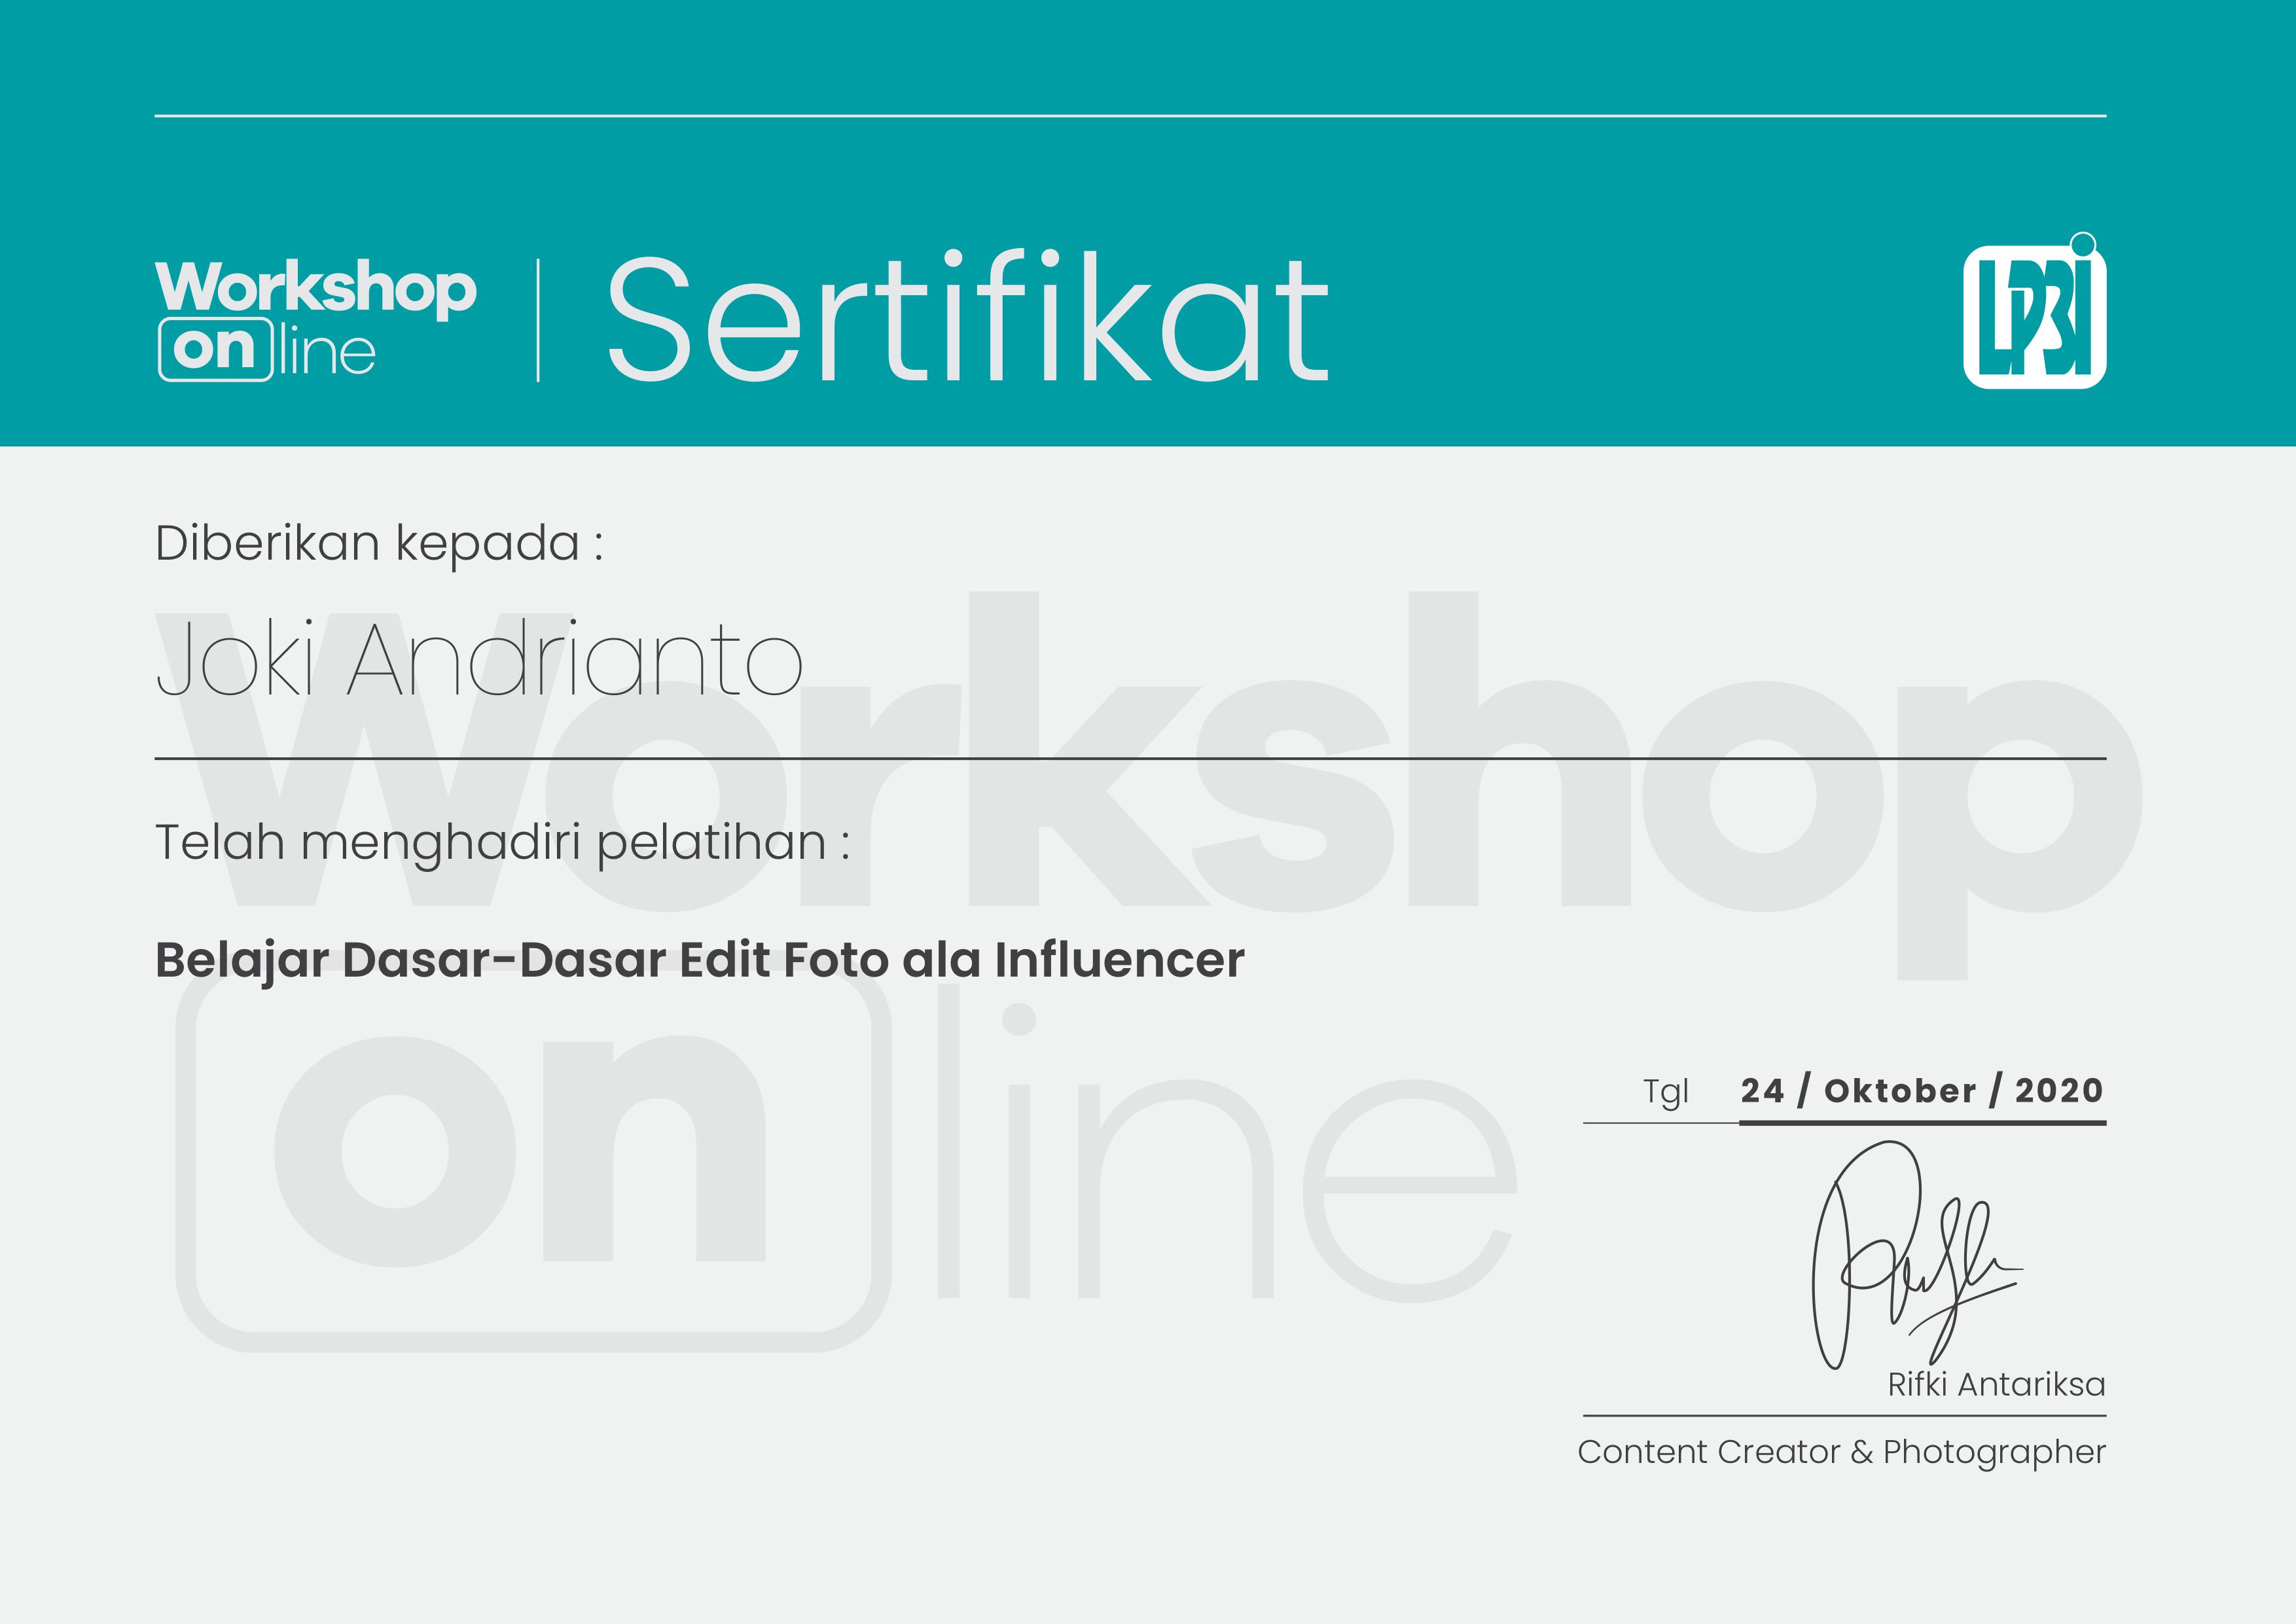 Workshop
online
Sertifikat
LP3i
Diberikan kepada :
Joki Andrianto
Telah menghadiri pelatihan :
Belajar Dasar-Dasar Edit Foto ala Influencer
Workshop
online
Tgl 24 / Oktober / 2020
Rifki Antariksa
Content Creator & Photographer